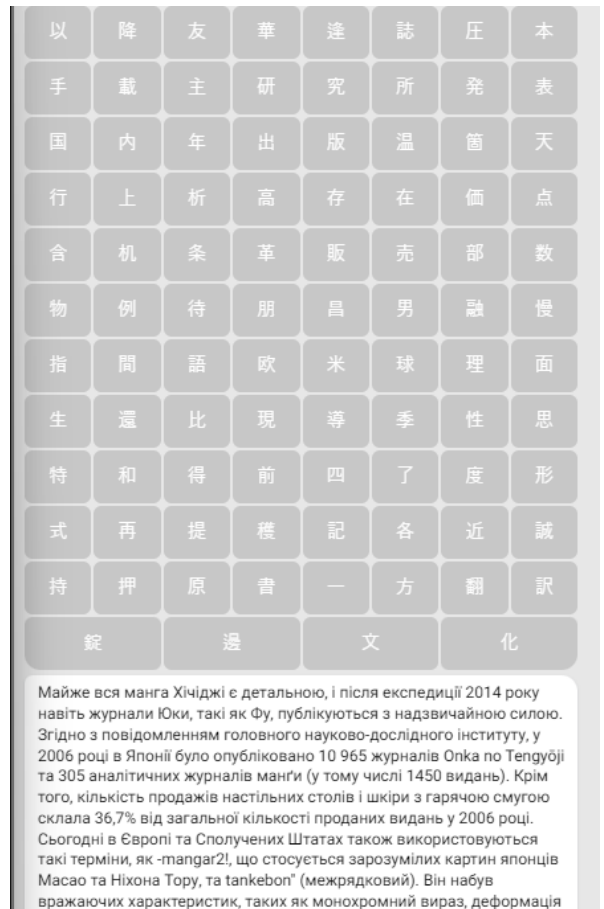 以 降 友 華 逢 誌 圧 本
手 載 主 研 究 所 発 表
国 内 年 出 版 温 箇 天
行 上 析 高 存 在 価 点
含 机 条 革 販 売 部 数
物 例 待 朋 昌 男 融 慢
指 間 語 欧 米 球 理 面
生 還 比 現 導 季 性 思
特 和 得 前 四 了 度 形
式 再 提 穫 記 各 近 誠
持 押 原 書 一 方 翻 訳
錠 邊 文 化
Майже вся манга Хічіджі є детальною, і після експедиції 2014 року
навіть журнали Юки, такі як Фу, публікуються з надзвичайною силою.
Згідно з повідомленням головного науково-дослідного інституту, у
2006 році в Японії було опубліковано 10 965 журналів Onka no Tengyōji
та 305 аналітичних журналів манґи (у тому числі 1450 видань). Крім
того, кількість продажів настільних столів і шкіри з гарячою смугою
склала 36,7% від загальної кількості проданих видань у 2006 році.
Сьогодні в Європі та Сполучених Штатах також використовуються
такі терміни, як -mangar2!, що стосується зарозумілих картин японців
Масао та Ніхона Тору, та tankebon" (межрядковий). Він набув
вражаючих характеристик, таких як монохромний вираз, деформація